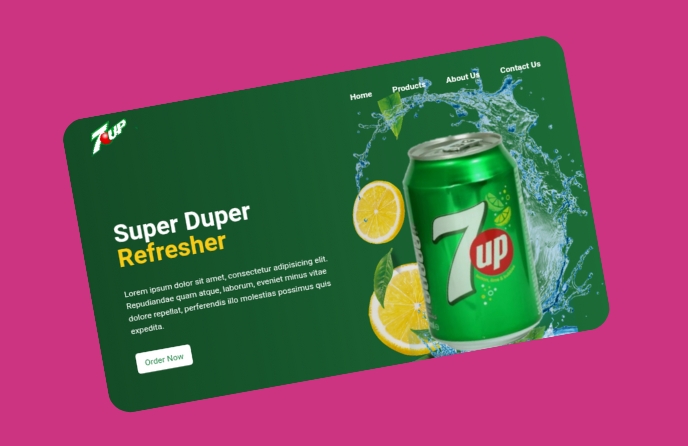 7UP
Home
Products
About Us
Contact Us
Super Duper
Refresher
Lorem ipsum dolor sit amet, consectetur adipisicing elit.
Repudiandae quam atque, laborum, eveniet minus vitae
dolore repellat, perferendis illo molestias possimus quis
expedita.
Order Now
7up